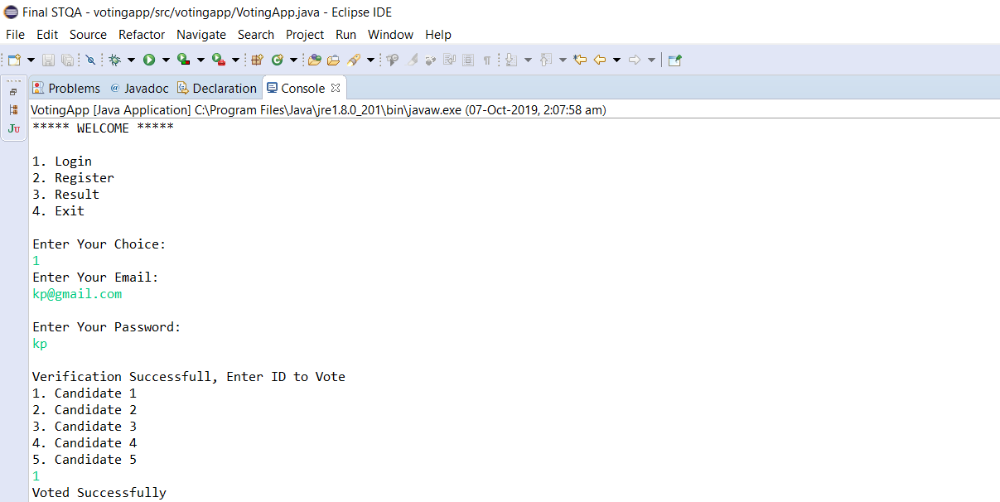 Final STQA - votingapp/src/votingapp/VotingApp.java - Eclipse IDE
File Edit Source Refactor Navigate Search Project Run Window Help
Problems @ Javadoc Declaration Console
VotingApp [Java Application] C:\Program Files\Java\jre1.8.0_201\bin\javaw.exe (07-Oct-2019, 2:07:58 am)
JU
***** WELCOME *****
1. Login
2. Register
3. Result
4. Exit
Enter Your Choice:
1
Enter Your Email:
kp@gmail.com
Enter Your Password:
kp
Verification Successfull, Enter ID to Vote
1. Candidate 1
2. Candidate 2
3. Candidate 3
4. Candidate 4
5. Candidate 5
1
Voted Successfully